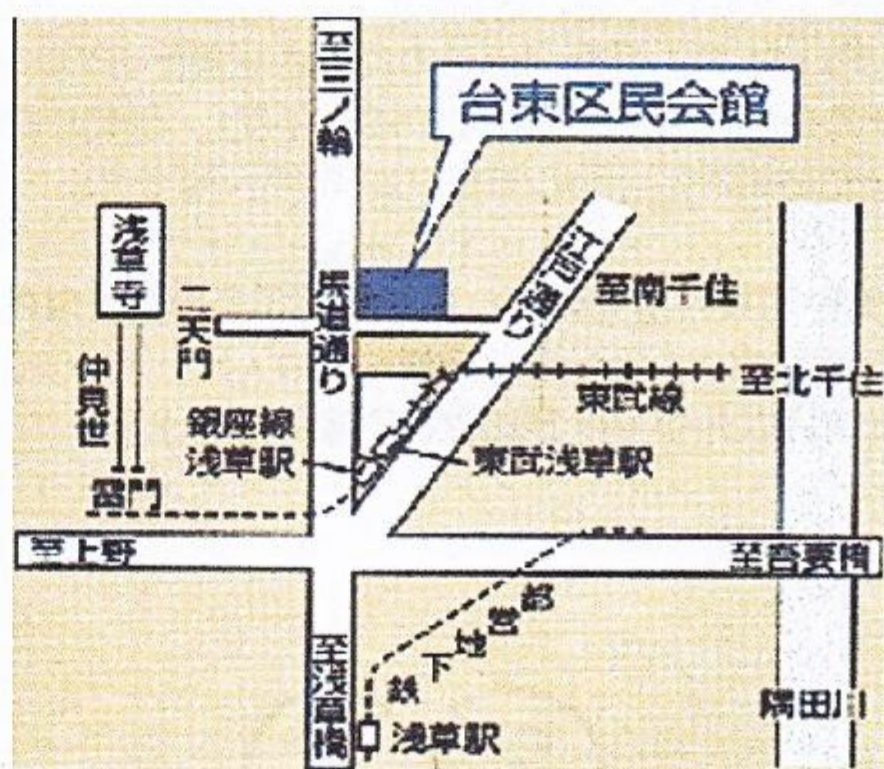 至三ノ輪
台東区民会館
浅草寺
二天門
馬道通り
江戸通り
至南千住
仲見世
東武線
至北千住
銀座線
浅草駅
東武浅草駅
雷門
至上野
至吾妻橋
都営地下鉄
至浅草橋
浅草駅
隅田川